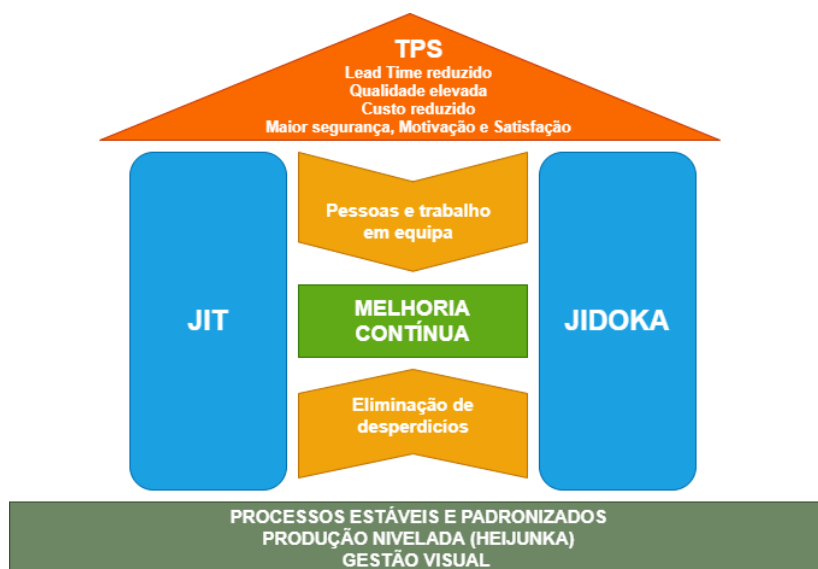 TPS
Lead Time reduzido
Qualidade elevada
Custo reduzido
Maior segurança, Motivação e Satisfação
JIT
Pessoas e trabalho
em equipa
MELHORIA
CONTÍNUA
Eliminação de
desperdicios
JIDOKA
PROCESSOS ESTÁVEIS E PADRONIZADOS
PRODUÇÃO NIVELADA (HEIJUNKA)
GESTÃO VISUAL